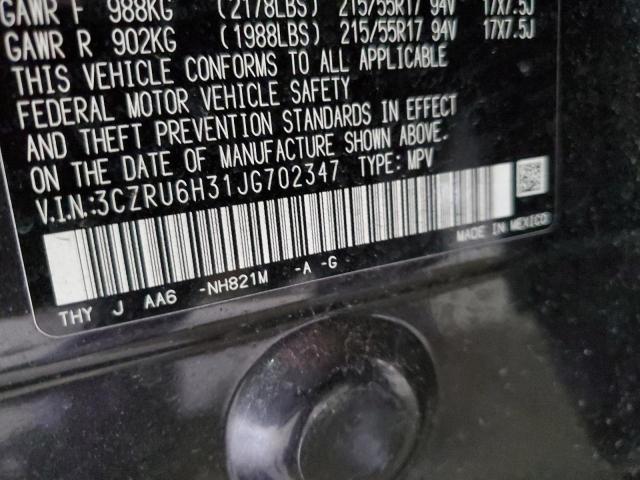 GAWR F 988KG (2178LBS) 215/55R17 94V 17X7.5J
GAWR R 902KG (1988LBS) 215/55R17 94V 17X7.5J
THIS VEHICLE CONFORMS TO ALL APPLICABLE
FEDERAL MOTOR VEHICLE SAFETY
AND THEFT PREVENTION STANDARDS IN EFFECT
ON THE DATE OF MANUFACTURE SHOWN ABOVE.
V.I.N.:3CZRU6H31JG702347 TYPE: MPV
MADE IN MEXICO
THY J AA6 -NH821M -A -G